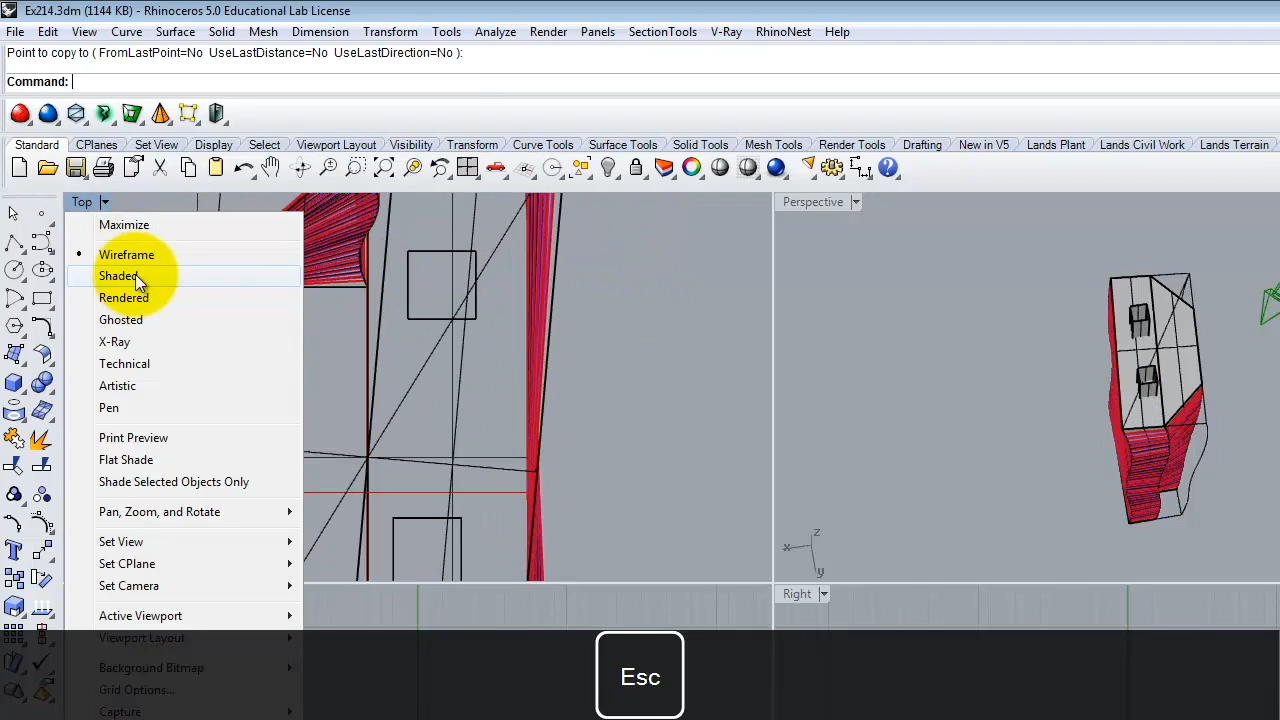 Ex214.3dm (1144 KB) - Rhinoceros 5.0 Educational Lab License
File Edit View Curve Surface Solid Mesh Dimension Transform Tools Analyze Render Panels SectionTools V-Ray RhinoNest Help
Point to copy to ( FromLastPoint=No UseLastDistance=No UseLastDirection=No ):
Command:
Standard CPlanes Set View Display Select Viewport Layout Visibility Transform Curve Tools Surface Tools Solid Tools Mesh Tools Render Tools Drafting New in V5 Lands Plant Lands Civil Work Lands Terrain
Top
Perspective
Maximize
Wireframe
Shaded
Rendered
Ghosted
X-Ray
Technical
Artistic
Pen
Print Preview
Flat Shade
Shade Selected Objects Only
Pan, Zoom, and Rotate
Set View
Set CPlane
Set Camera
Active Viewport
Viewport Layout
Background Bitmap
Grid Options...
Capture
z
x
y
Right
Esc